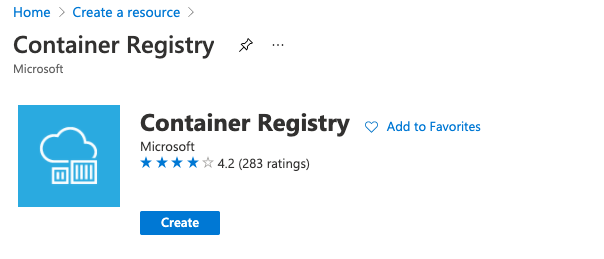 Home > Create a resource >
Container Registry
Microsoft
Container Registry Add to Favorites
Microsoft
4.2 (283 ratings)
Create